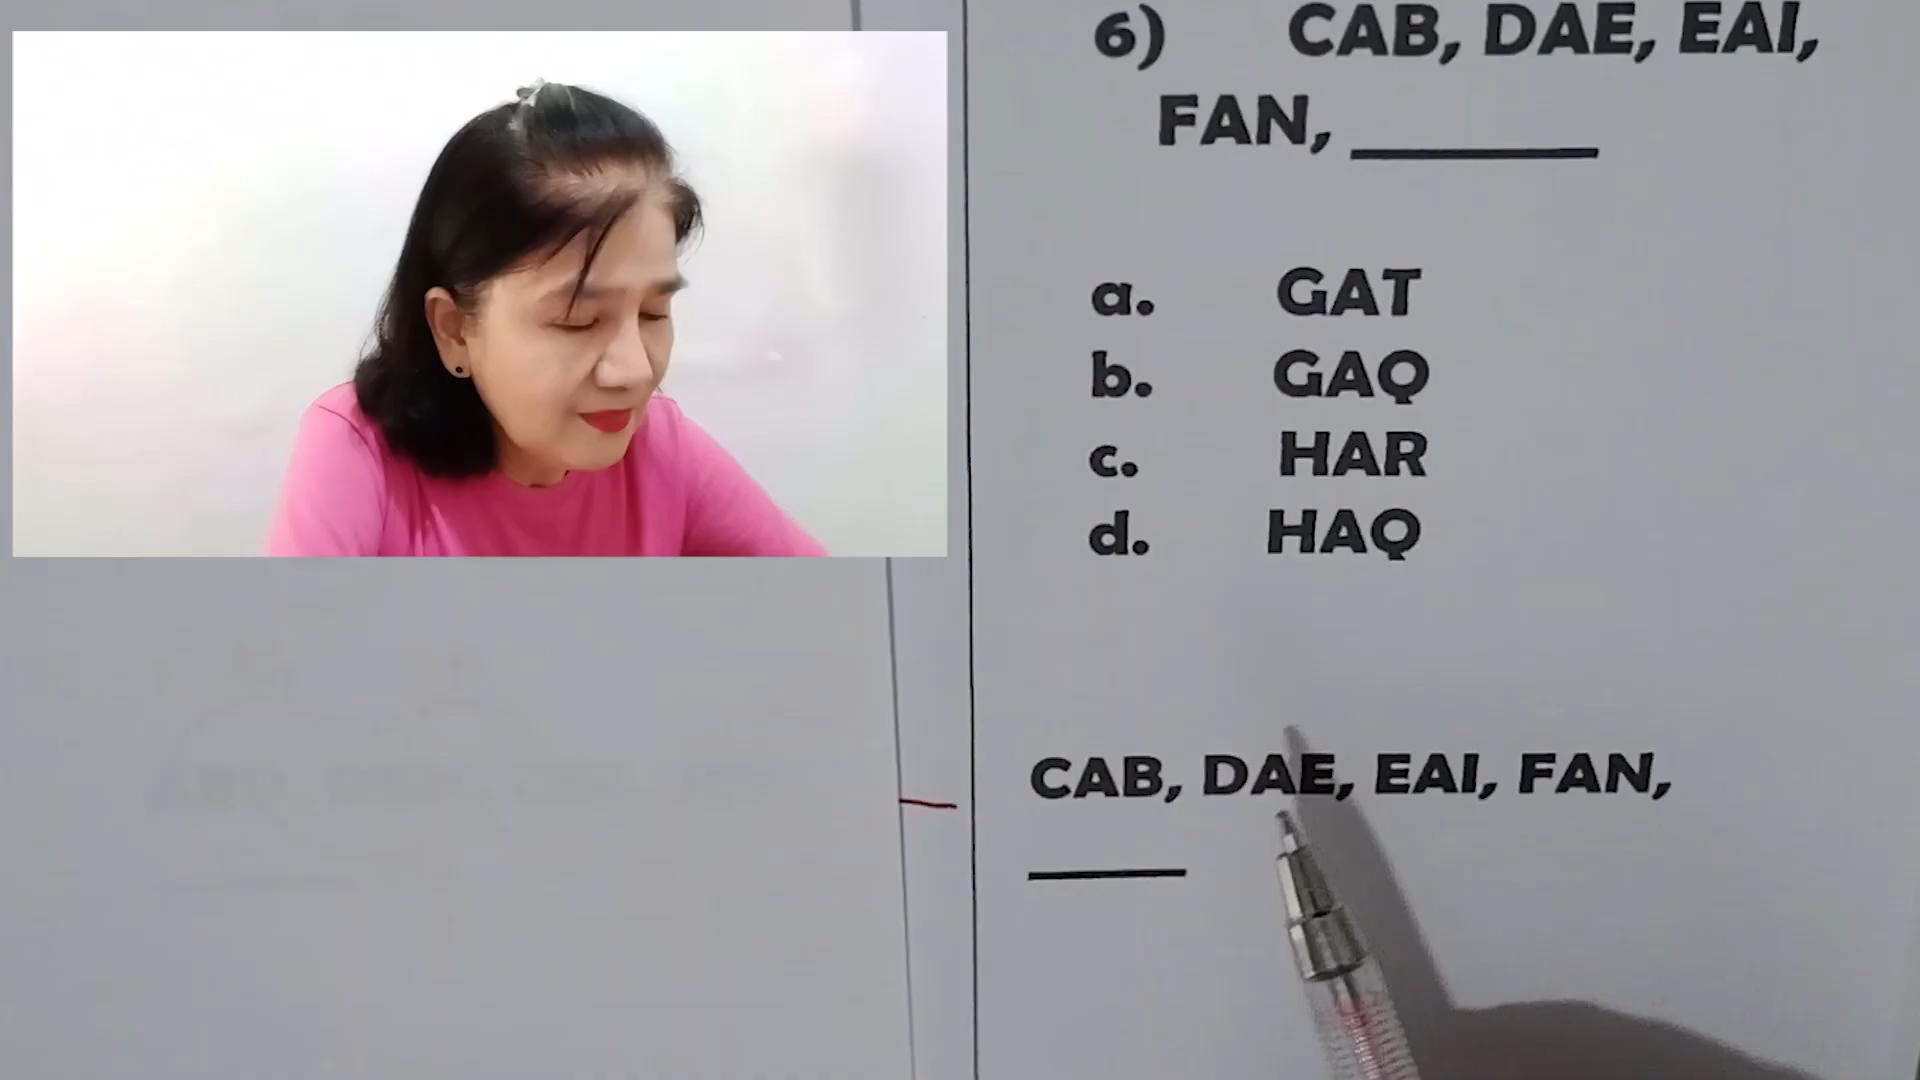 6) CAB, DAE, EAI,
FAN, ______
a. GAT
b. GAQ
c. HAR
d. HAQ
CAB, DAE, EAI, FAN,
______